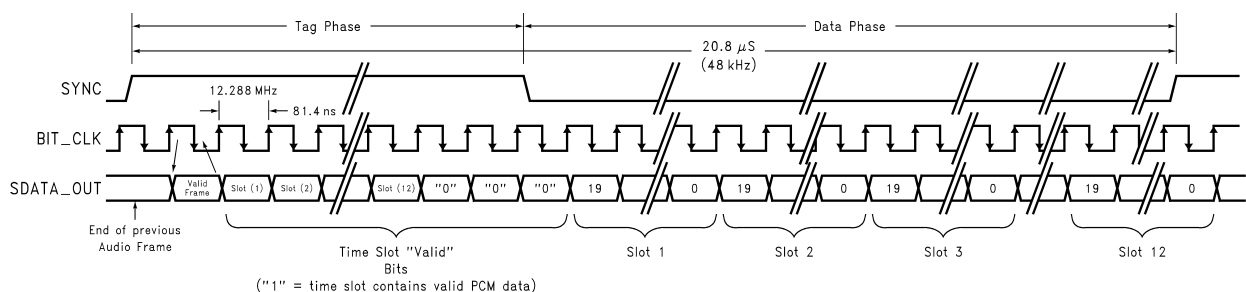 Tag Phase
Data Phase
20.8 µS
(48 kHz)
SYNC
12.288 MHz
81.4 ns
BIT_CLK
SDATA_OUT
Valid
Frame
Slot (1)
Slot (2)
Slot (12)
"0"
"0"
"0"
19
0
19
0
19
0
19
0
End of previous
Audio Frame
Time Slot "Valid"
Bits
("1" = time slot contains valid PCM data)
Slot 1
Slot 2
Slot 3
Slot 12